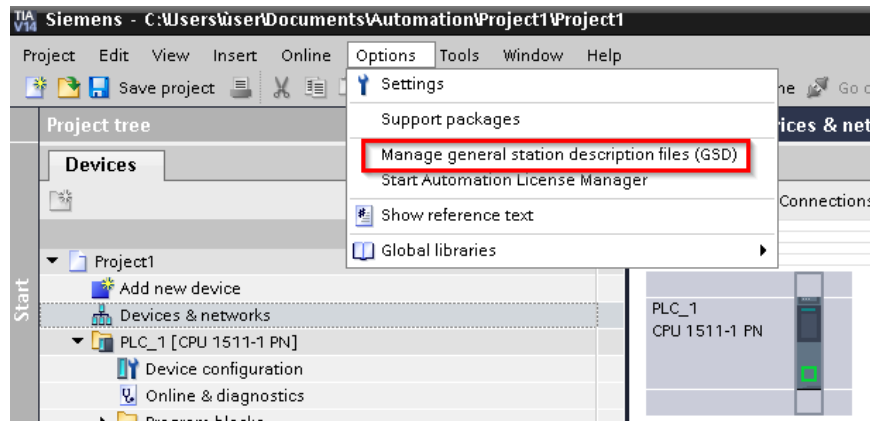 TIA V14 Siemens - C:\Users\user\Documents\Automation\Project1\Project1
Project Edit View Insert Online Options Tools Window Help
Save project
Settings
Support packages
Manage general station description files (GSD)
Start Automation License Manager
Show reference text
Global libraries
Project tree
Devices
Project1
Add new device
Devices & networks
PLC_1 [CPU 1511-1 PN]
Device configuration
Online & diagnostics
Start
Connections
PLC_1
CPU 1511-1 PN